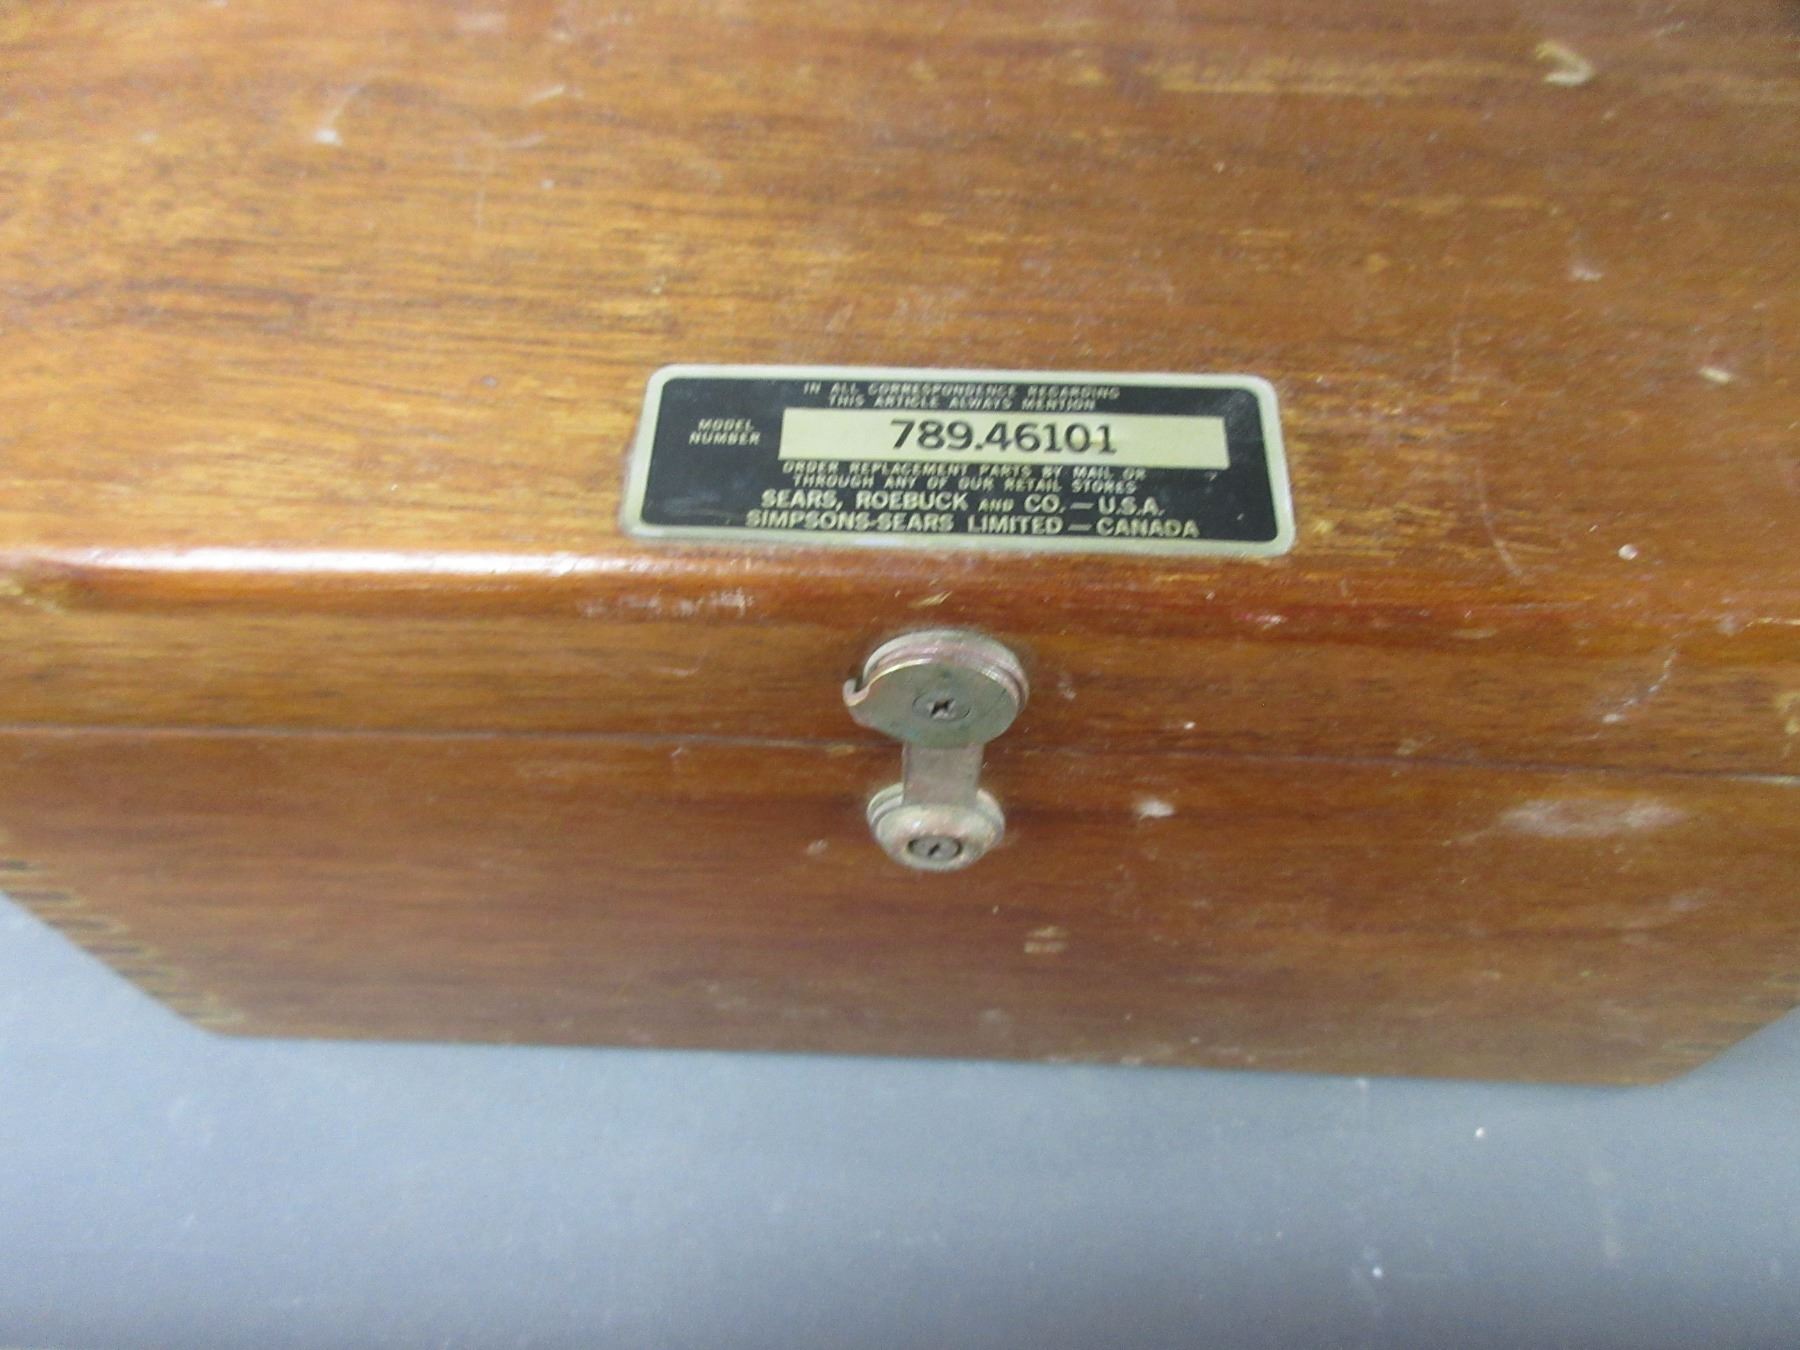 IN ALL CORRESPONDENCE REGARDING
THIS ARTICLE ALWAYS MENTION
MODEL
NUMBER
789.46101
ORDER REPLACEMENT PARTS BY MAIL OR
THROUGH ANY OF OUR RETAIL STORES
SEARS, ROEBUCK AND CO. — U.S.A.
SIMPSONS-SEARS LIMITED — CANADA